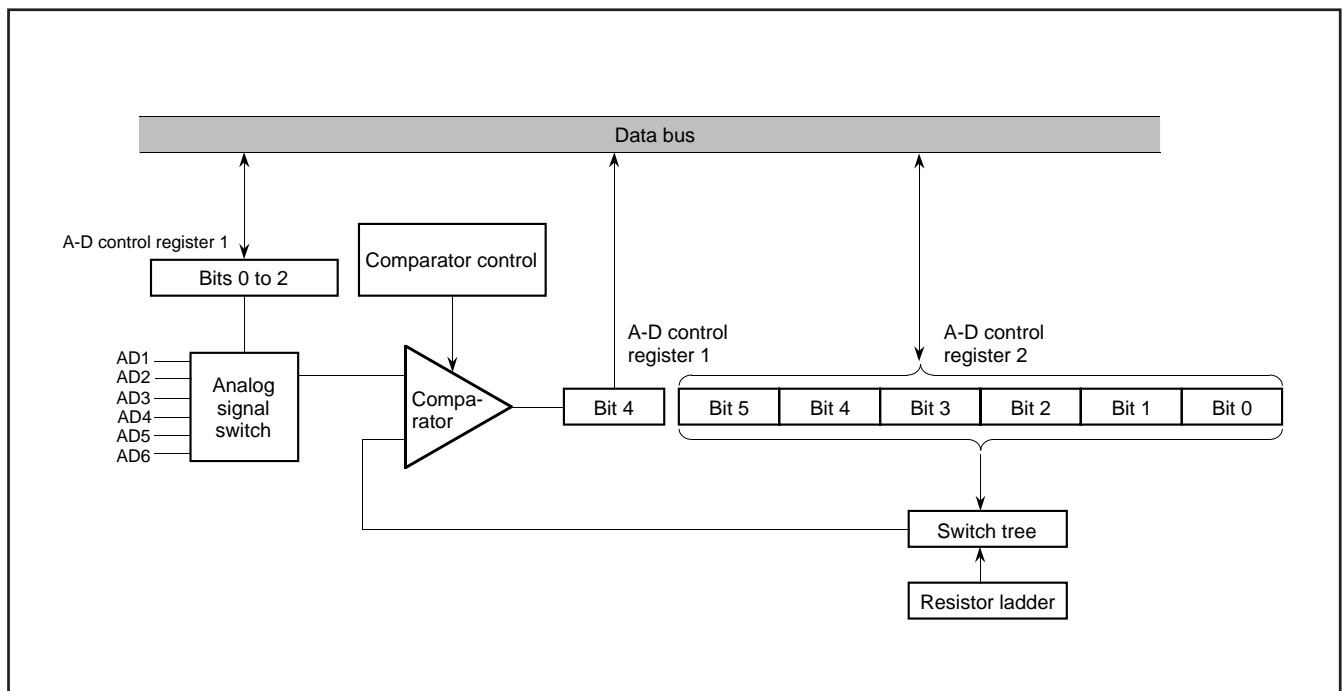 Data bus
A-D control register 1
Bits 0 to 2
Comparator control
A-D control
register 1
A-D control
register 2
AD1
AD2
AD3
AD4
AD5
AD6
Analog
signal
switch
Compa-
rator
Bit 4
Bit 5
Bit 4
Bit 3
Bit 2
Bit 1
Bit 0
Switch tree
Resistor ladder